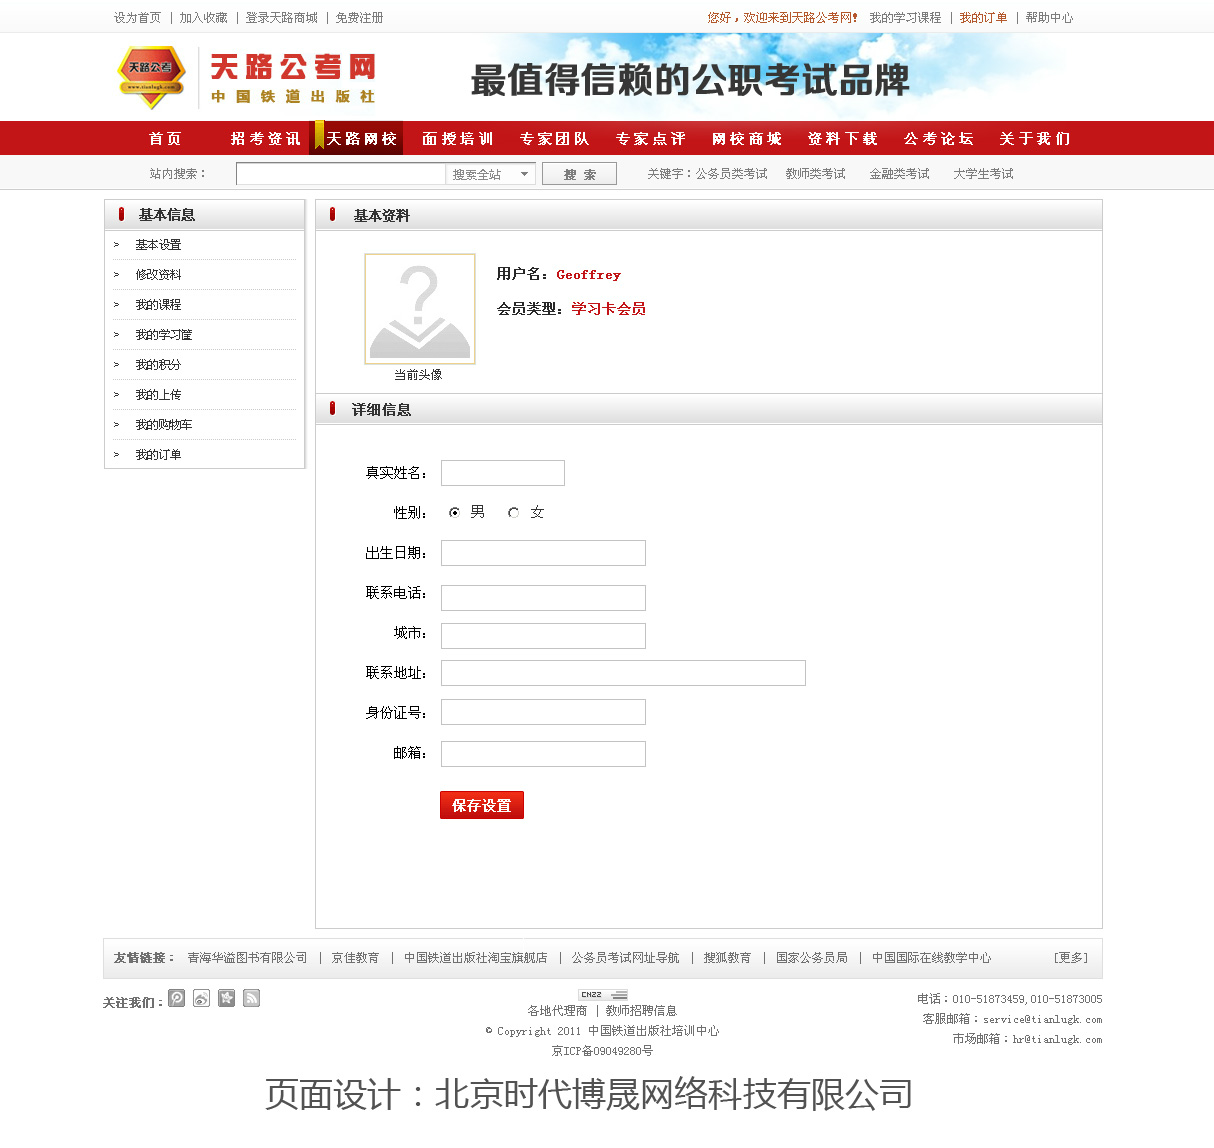 设为首页 | 加入收藏 | 登录天路商城 | 免费注册 您好，欢迎来到天路公考网! 我的学习课程 | 我的订单 | 帮助中心
天路公考
www.tianlugk.com
天路公考网
中国铁道出版社
最值得信赖的公职考试品牌
首页 招考资讯 天路网校 面授培训 专家团队 专家点评 网校商城 资料下载 公考论坛 关于我们
站内搜索： 搜索全站 搜 索 关键字：公务员类考试 教师类考试 金融类考试 大学生考试
基本信息
> 基本设置
> 修改资料
> 我的课程
> 我的学习筐
> 我的积分
> 我的上传
> 我的购物车
> 我的订单
基本资料
用户名：Geoffrey
会员类型：学习卡会员
当前头像
详细信息
真实姓名：
性别： 男 女
出生日期：
联系电话：
城市：
联系地址：
身份证号：
邮箱：
保存设置
友情链接： 青海华溢图书有限公司 | 京佳教育 | 中国铁道出版社淘宝旗舰店 | 公务员考试网址导航 | 搜狐教育 | 国家公务员局 | 中国国际在线教学中心 [更多]
关注我们：
CNZZ
各地代理商 | 教师招聘信息
© Copyright 2011 中国铁道出版社培训中心
京ICP备09049280号
电话：010-51873459,010-51873005
客服邮箱：service@tianlugk.com
市场邮箱：hr@tianlugk.com
页面设计：北京时代博晟网络科技有限公司